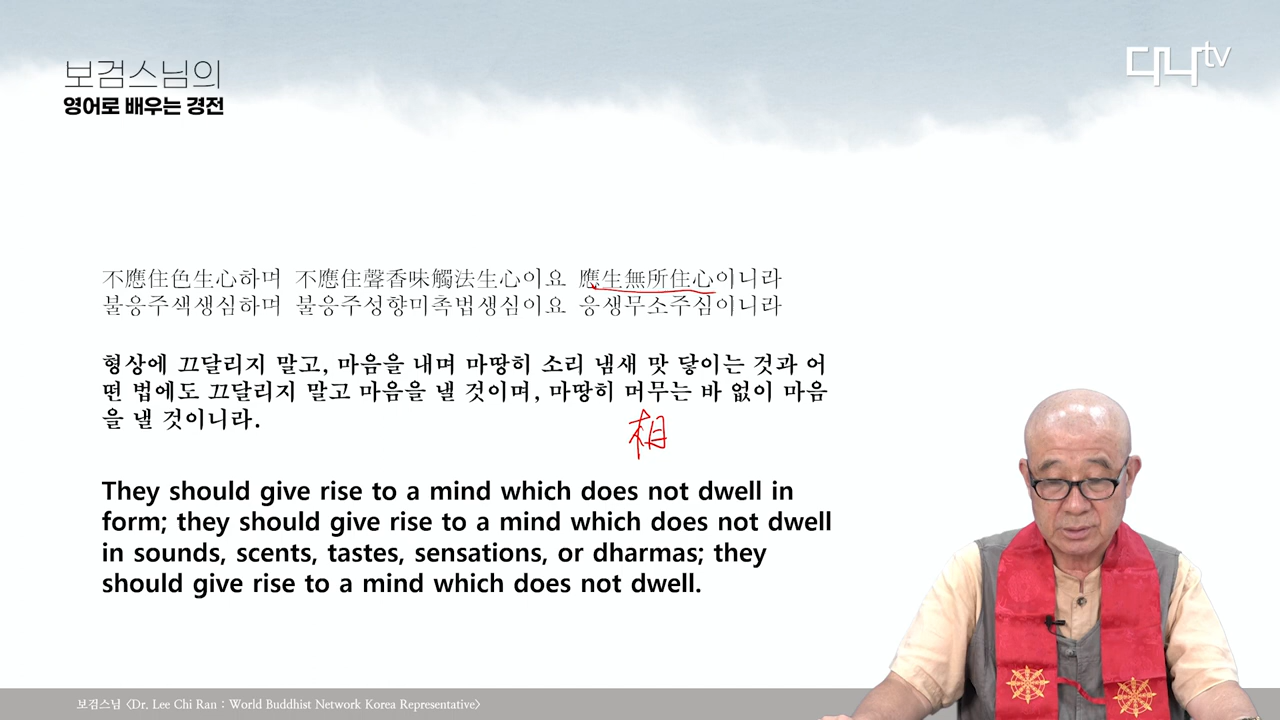 보검스님의
영어로 배우는 경전
다나tv
不應住色生心하며 不應住聲香味觸法生心이요 應生無所住心이니라
불응주색생심하며 불응주성향미촉법생심이요 응생무소주심이니라
형상에 끄달리지 말고, 마음을 내며 마땅히 소리 냄새 맛 닿이는 것과 어
떤 법에도 끄달리지 말고 마음을 낼 것이며, 마땅히 머무는 바 없이 마음
을 낼 것이니라.
相
They should give rise to a mind which does not dwell in
form; they should give rise to a mind which does not dwell
in sounds, scents, tastes, sensations, or dharmas; they
should give rise to a mind which does not dwell.
보검스님 <Dr. Lee Chi Ran : World Buddhist Network Korea Representative>